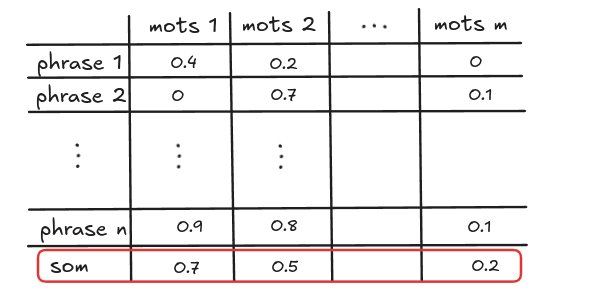 mots 1 mots 2 ... mots m
phrase 1 0.4 0.2 0
phrase 2 0 0.7 0.1
⋮ ⋮ ⋮
phrase n 0.9 0.8 0.1
som 0.7 0.5 0.2